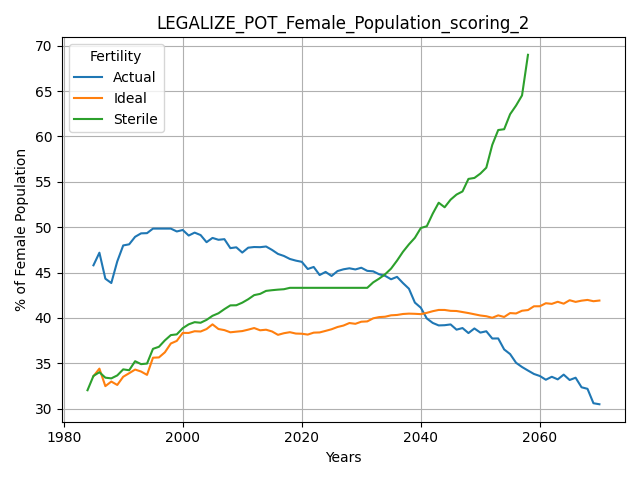 LEGALIZE_POT_Female_Population_scoring_2
% of Female Population
70
65
60
55
50
45
40
35
30
Fertility
Actual
Ideal
Sterile
1980 2000 2020 2040 2060
Years